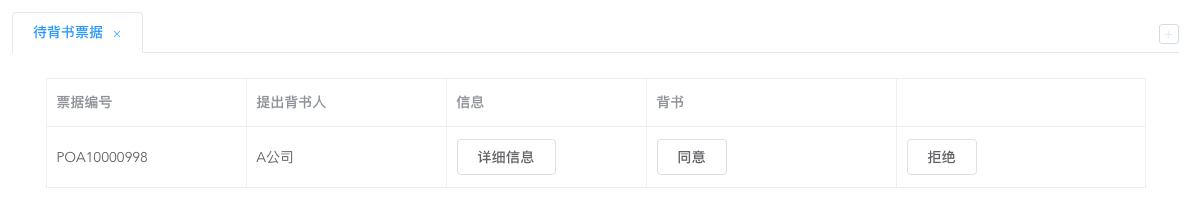 待背书票据 ×
+
票据编号 提出背书人 信息 背书
POA10000998 A公司 详细信息 同意 拒绝